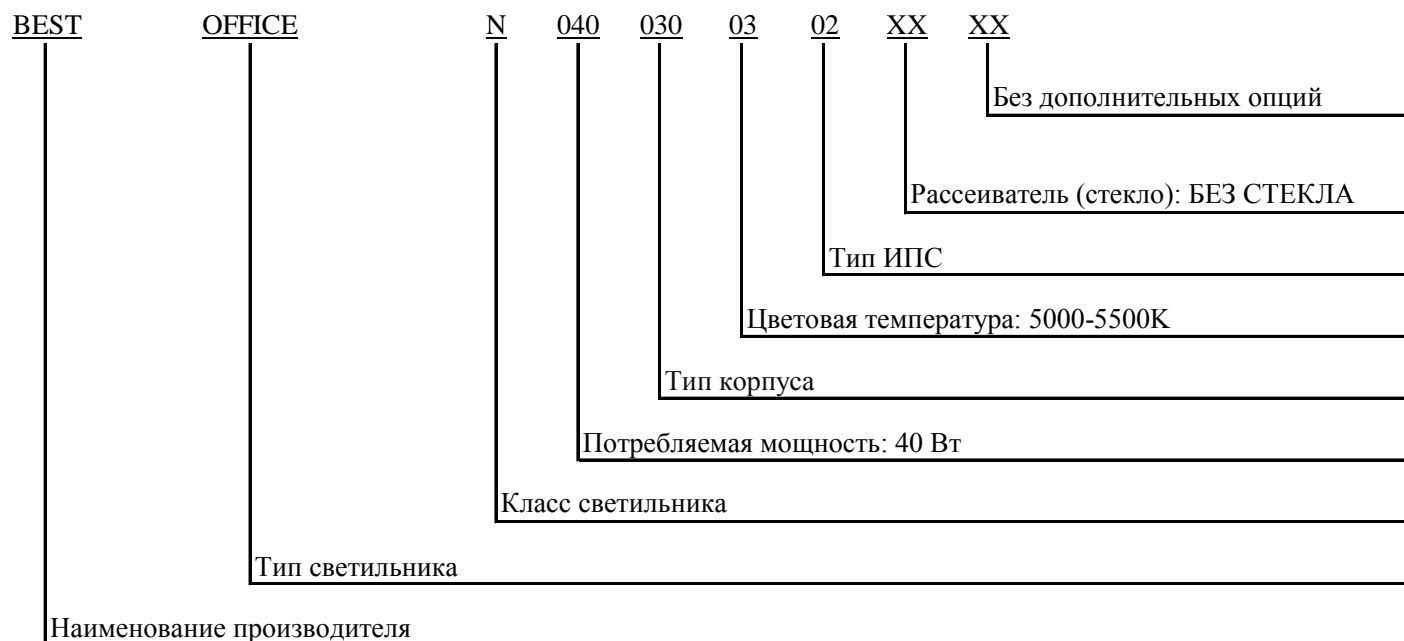 BEST OFFICE N 040 030 03 02 XX XX
Без дополнительных опций
Рассеиватель (стекло): БЕЗ СТЕКЛА
Тип ИПС
Цветовая температура: 5000-5500K
Тип корпуса
Потребляемая мощность: 40 Вт
Класс светильника
Тип светильника
Наименование производителя